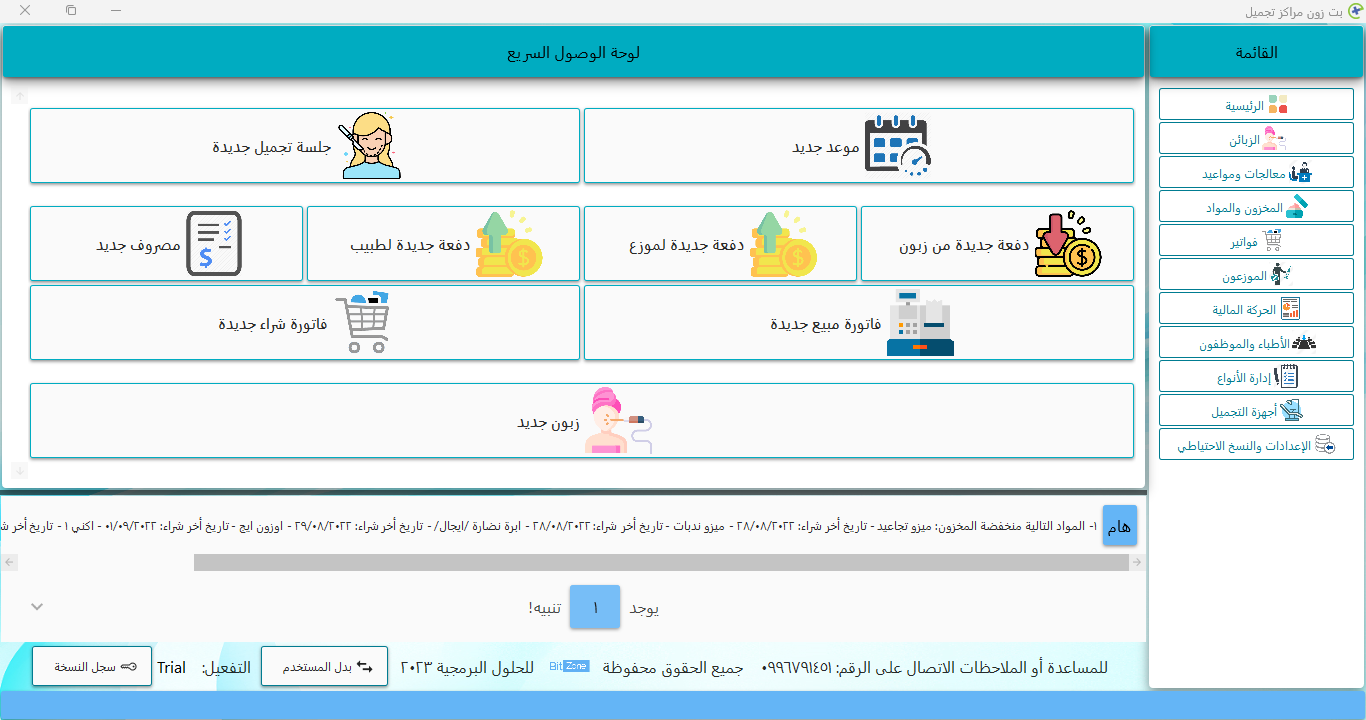 بت زون مراكز تجميل
القائمة
الرئيسية
الزبائن
معالجات ومواعيد
المخزون والمواد
فواتير
الموزعون
الحركة المالية
الأطباء والموظفون
إدارة الأنواع
أجهزة التجميل
الإعدادات والنسخ الاحتياطي
لوحة الوصول السريع
موعد جديد
جلسة تجميل جديدة
دفعة جديدة من زبون
دفعة جديدة لموزع
دفعة جديدة لطبيب
مصروف جديد
فاتورة مبيع جديدة
فاتورة شراء جديدة
زبون جديد
هام
١- المواد التالية منخفضة المخزون: ميزو تجاعيد - تاريخ أخر شراء: ٢٨/٠٨/٢٠٢٢ - ميزو ندبات - تاريخ أخر شراء: ٢٨/٠٨/٢٠٢٢ - ابرة نضارة /ايجال/ - تاريخ أخر شراء: ٢٩/٠٨/٢٠٢٢ - اوزون ايج - تاريخ أخر شراء: ٠١/٠٩/٢٠٢٢ - اكني ١ - تاريخ أخر
يوجد ١ تنبيه!
للمساعدة أو الملاحظات الاتصال على الرقم: ٠٩٩٦٧٩١٤٥١ جميع الحقوق محفوظة BitZone للحلول البرمجية ٢٠٢٣
بدل المستخدم
التفعيل: Trial
سجل النسخة